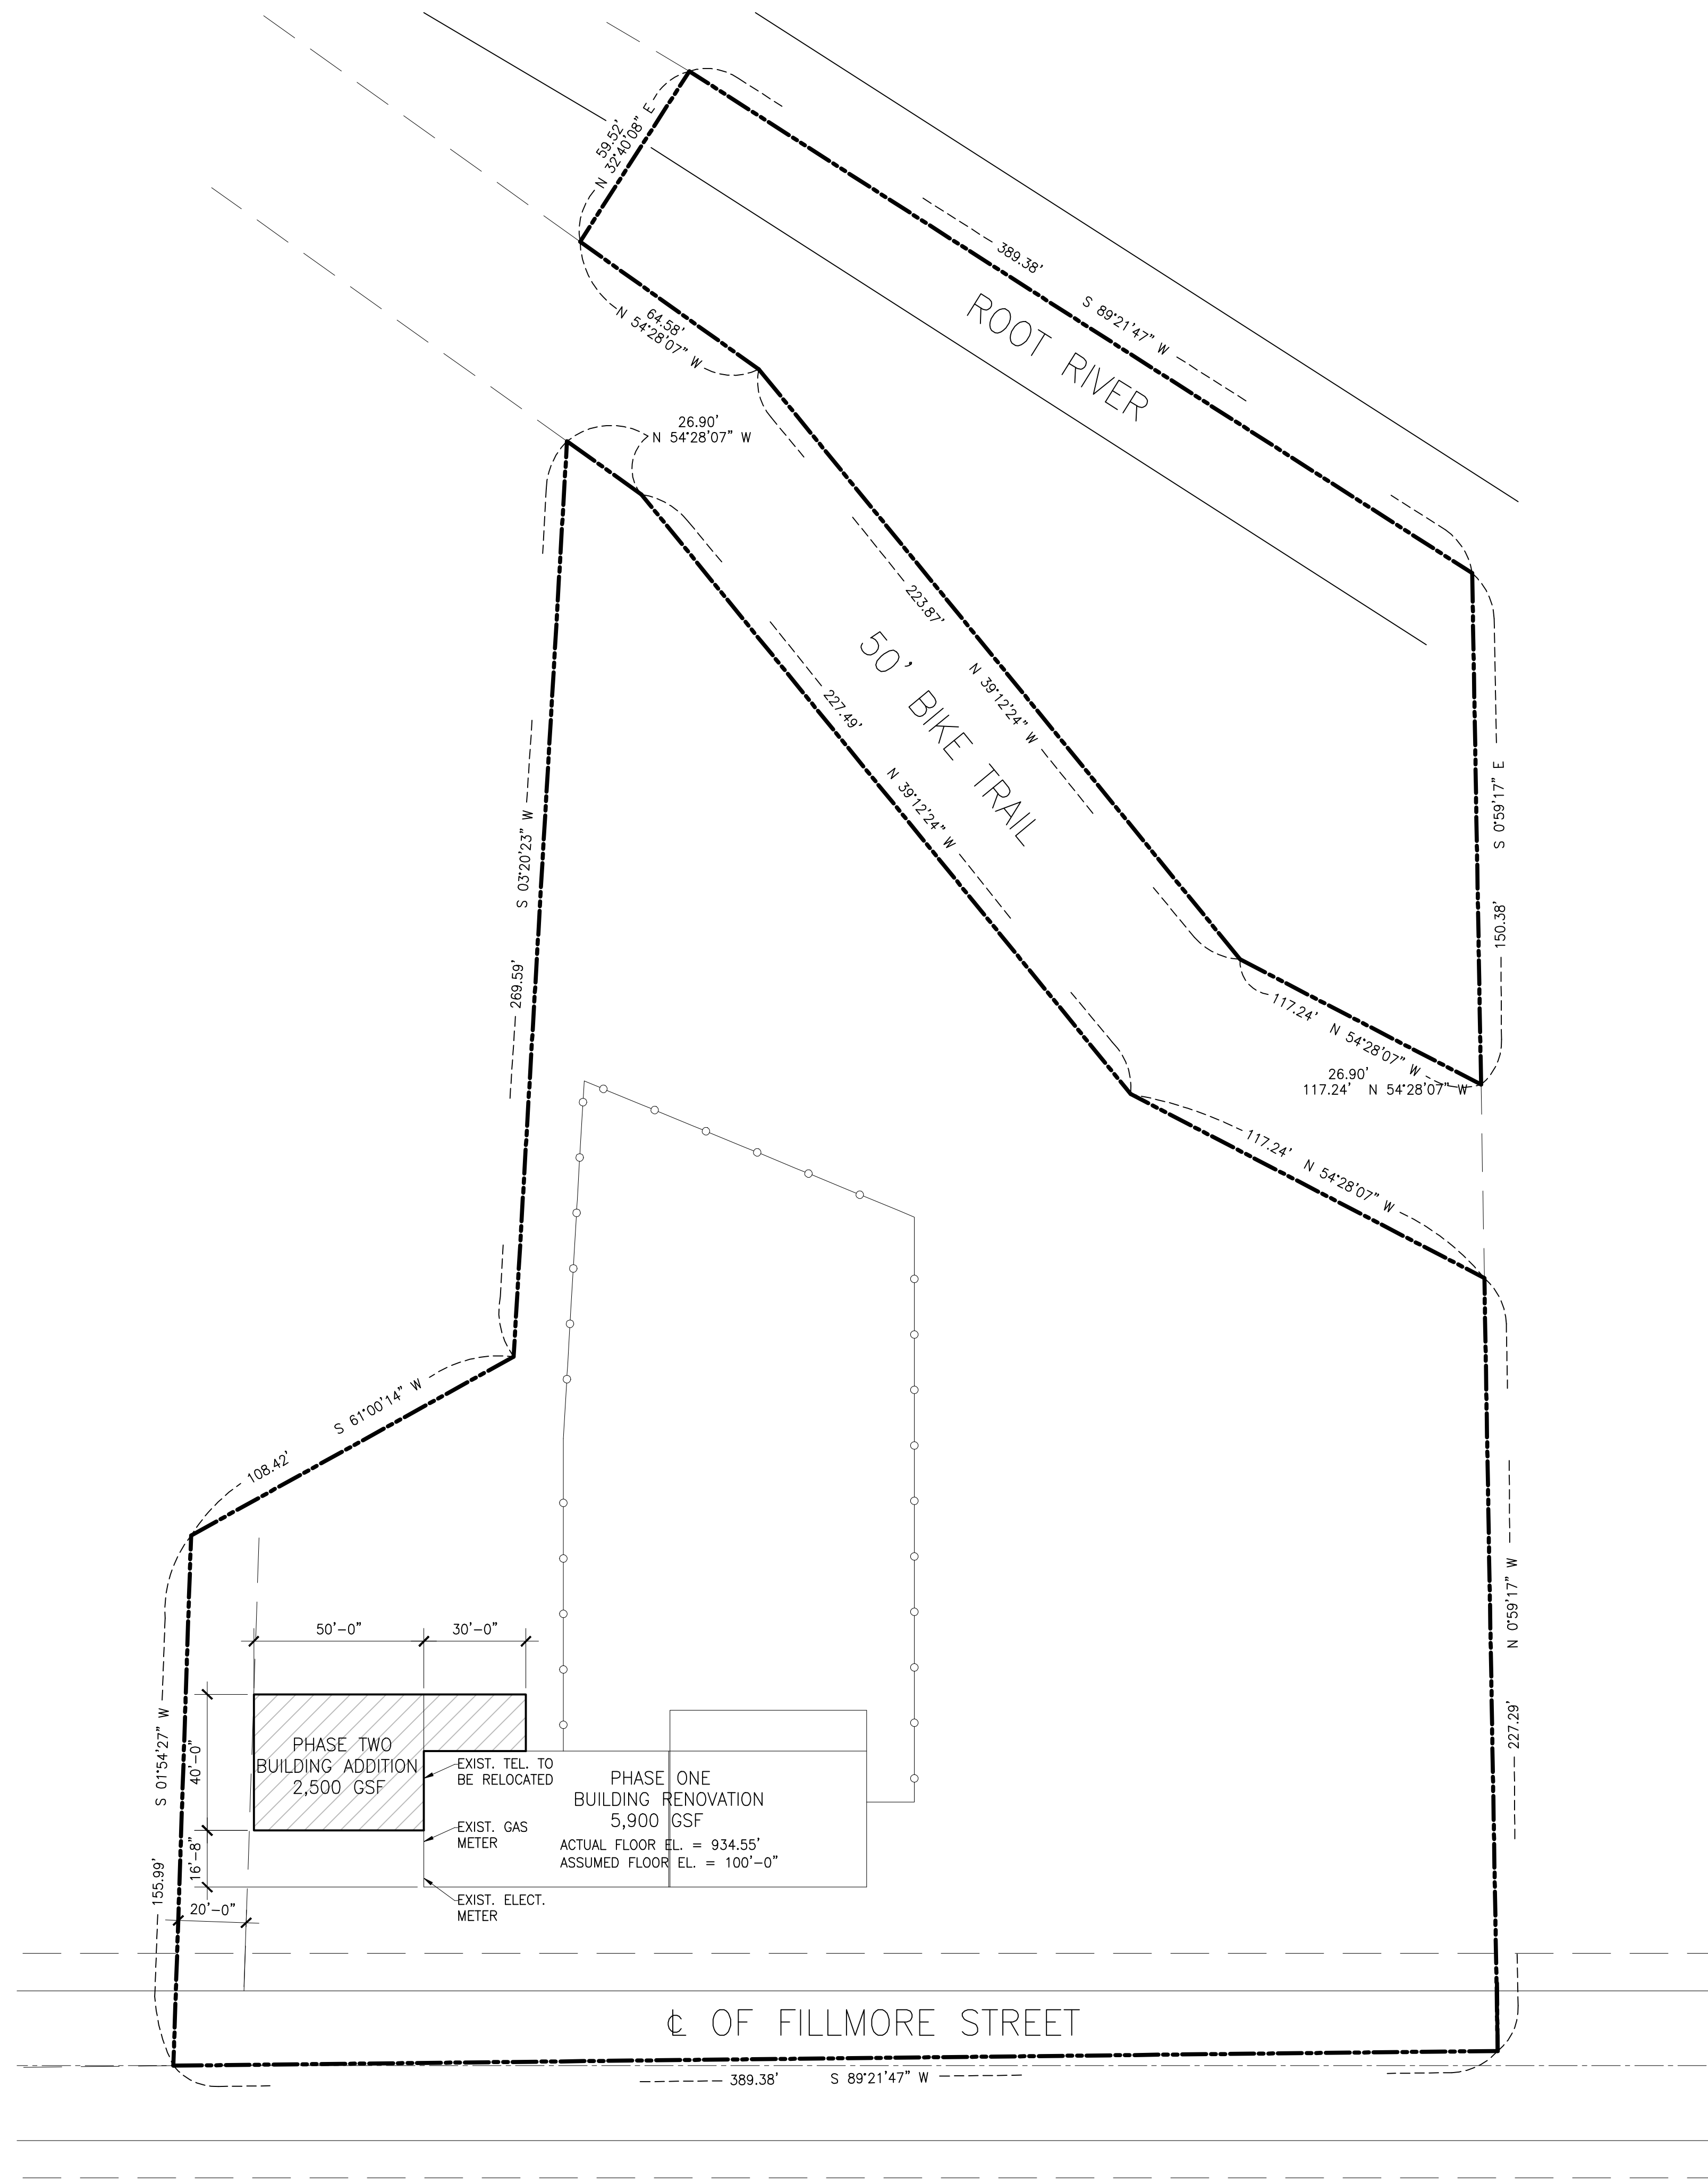 59.52'
N 32°40'08" E
389.38'
S 89°21'47" W
ROOT RIVER
64.58'
N 54°28'07" W
26.90'
N 54°28'07" W
223.87'
N 39°12'24" W
50' BIKE TRAIL
227.49'
N 39°12'24" W
S 0°59'17" E
150.38'
S 03°20'23" W
269.59'
117.24' N 54°28'07" W
26.90'
117.24' N 54°28'07" W
117.24' N 54°28'07" W
S 61°00'14" W
108.42'
N 0°59'17" W
227.29'
50'-0"
30'-0"
S 01°54'27" W
155.99'
40'-0"
16'-8"
20'-0"
PHASE TWO
BUILDING ADDITION
2,500 GSF
EXIST. TEL. TO
BE RELOCATED
EXIST. GAS
METER
EXIST. ELECT.
METER
PHASE ONE
BUILDING RENOVATION
5,900 GSF
ACTUAL FLOOR EL. = 934.55'
ASSUMED FLOOR EL. = 100'-0"
℄ OF FILLMORE STREET
389.38' S 89°21'47" W